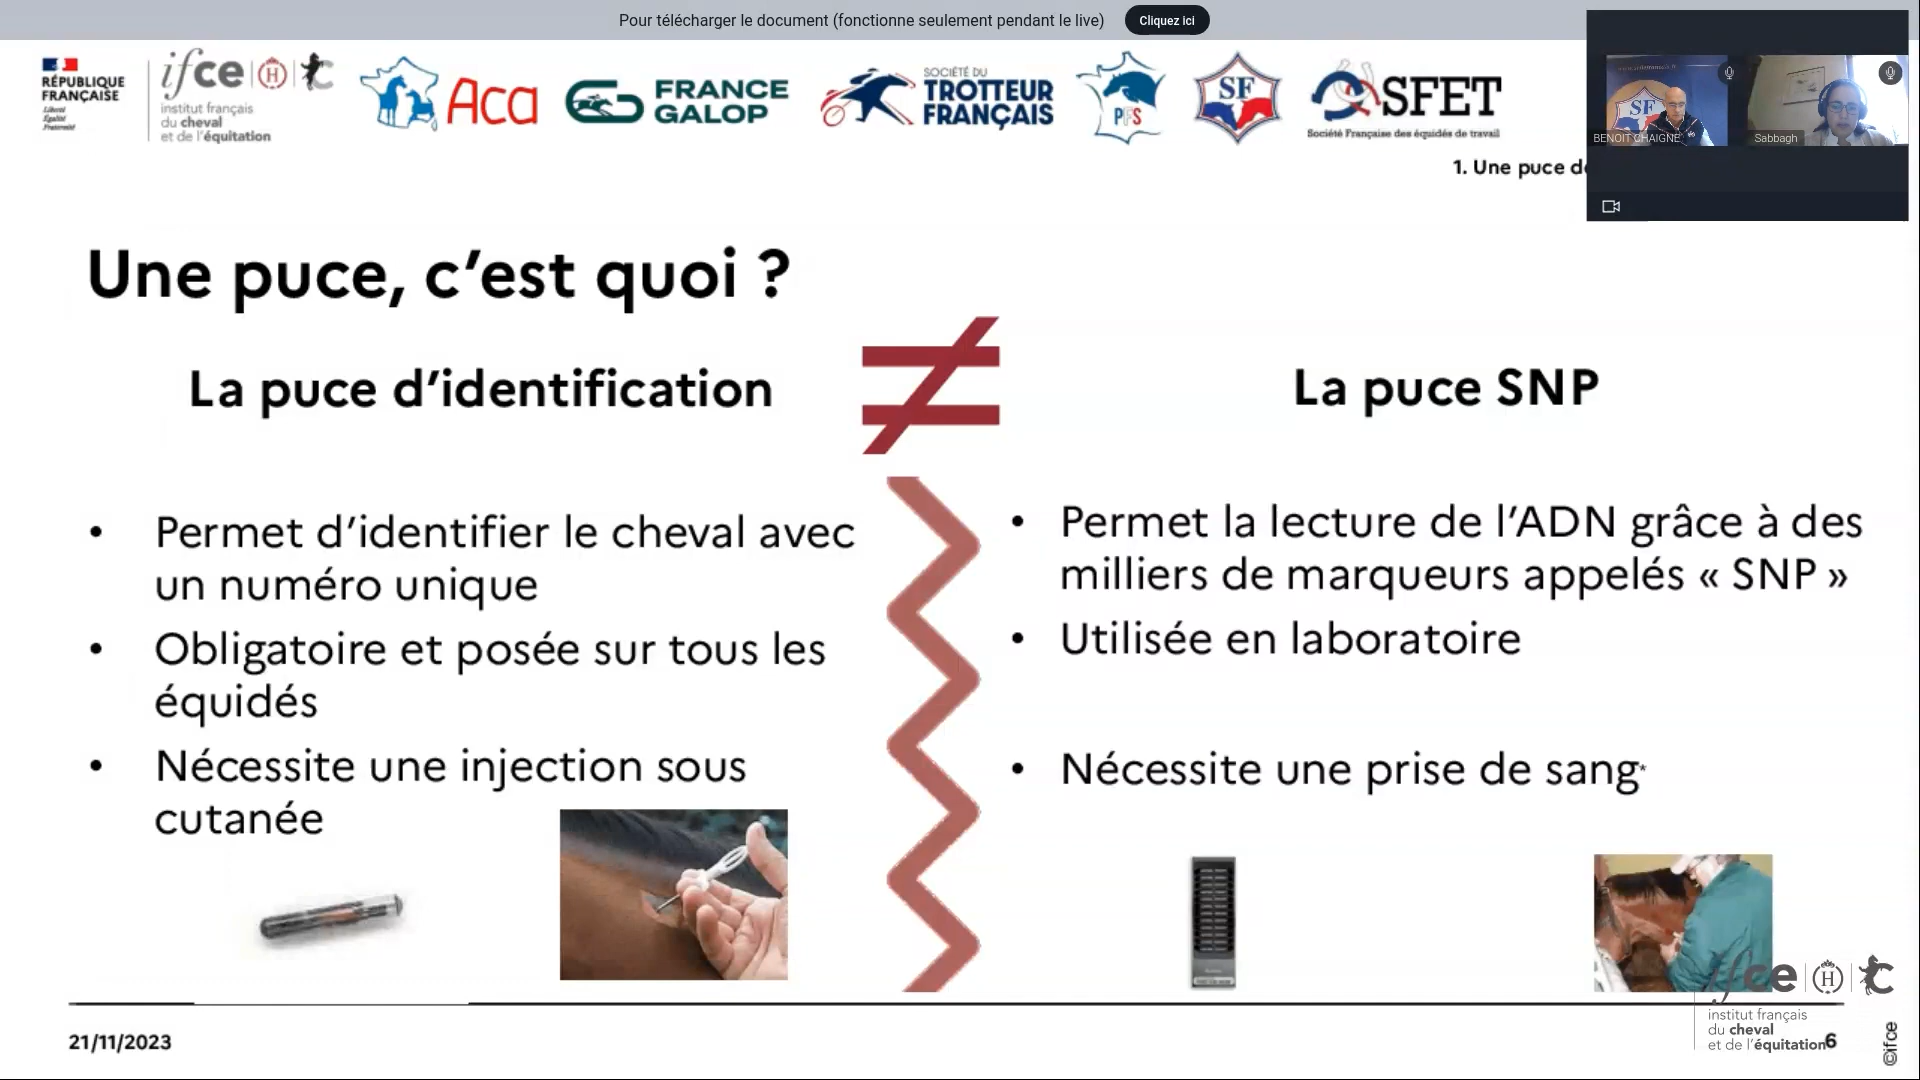 Pour télécharger le document (fonctionne seulement pendant le live)
Cliquez ici
RÉPUBLIQUE
FRANÇAISE
Liberté
Égalité
Fraternité
ifce
institut français
du cheval
et de l'équitation
Aca
FRANCE
GALOP
SOCIÉTÉ DU
TROTTEUR
FRANÇAIS
PFS
SF
SFET
Société Française des équidés de travail
SF
BENOIT CHAIGNE
Sabbagh
1. Une puce
Une puce, c’est quoi ?
La puce d’identification
≠
La puce SNP
• Permet d’identifier le cheval avec
un numéro unique
• Obligatoire et posée sur tous les
équidés
• Nécessite une injection sous
cutanée
• Permet la lecture de l’ADN grâce à des
milliers de marqueurs appelés « SNP »
• Utilisée en laboratoire
• Nécessite une prise de sang*
21/11/2023
ifce
institut français
du cheval
et de l'équitation
6
©ifce